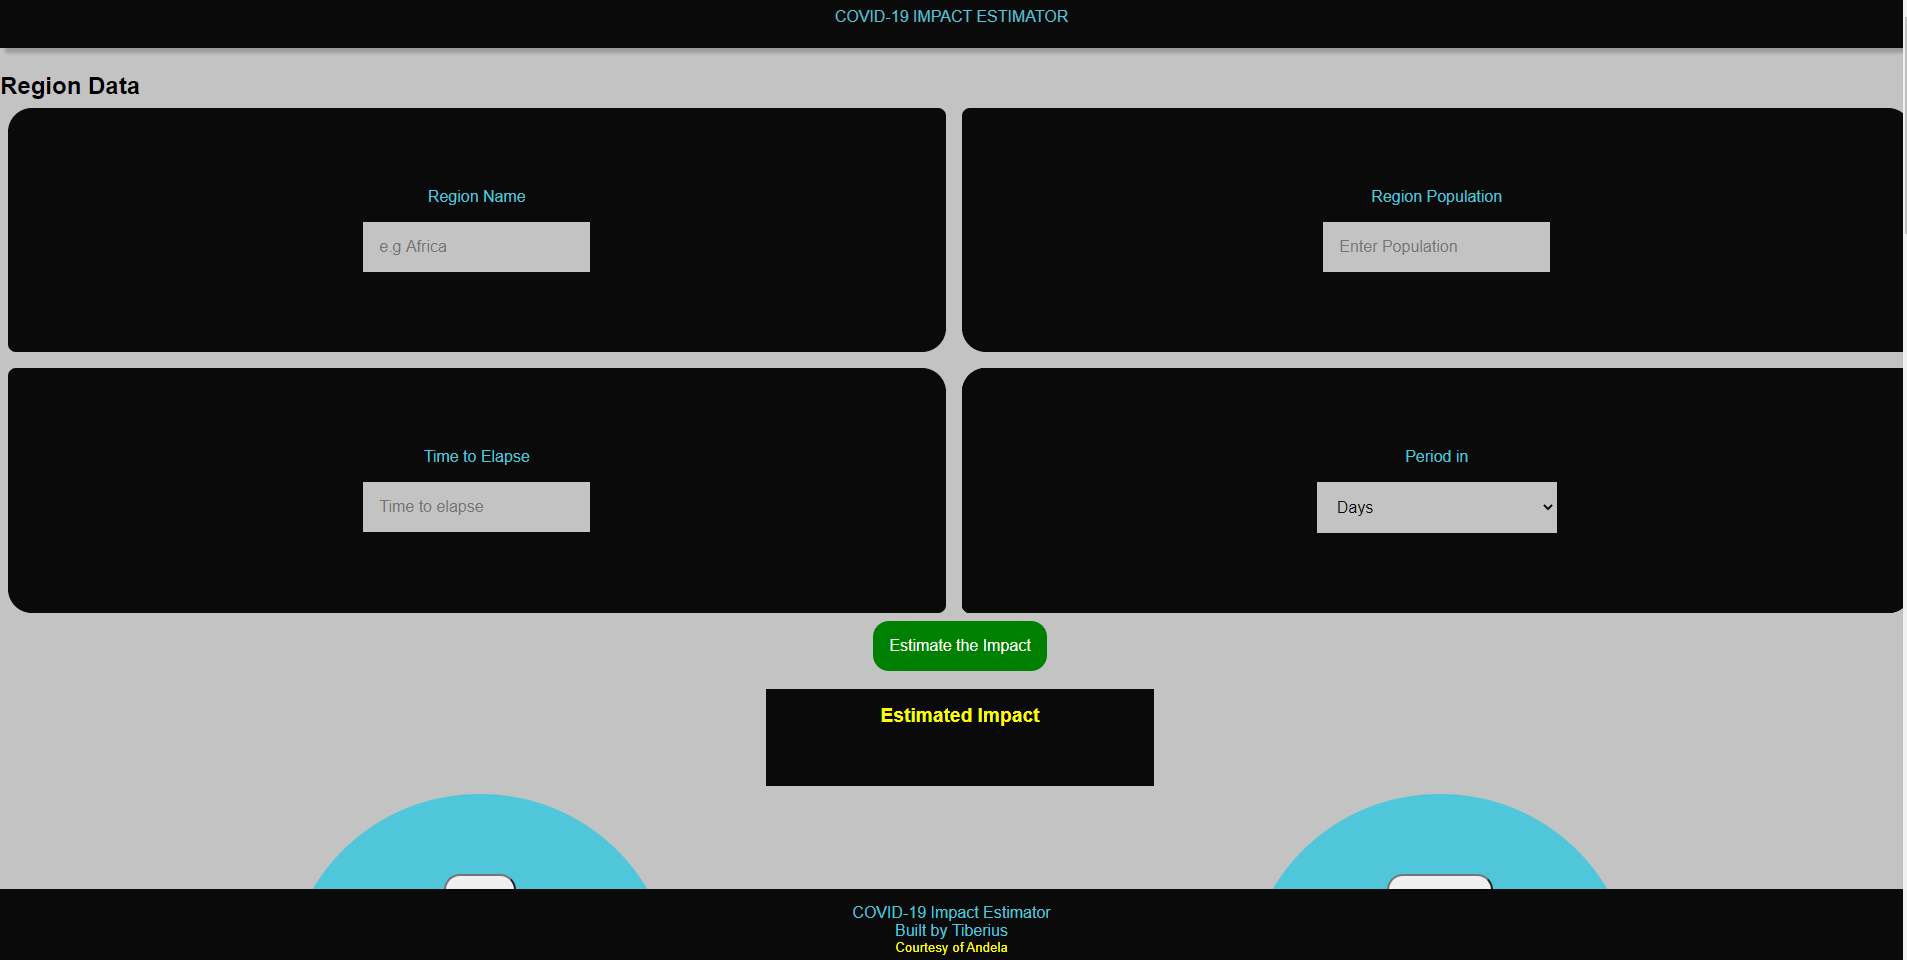 COVID-19 IMPACT ESTIMATOR
Region Data
Region Name
e.g Africa
Region Population
Enter Population
Time to Elapse
Time to elapse
Period in
Days
Estimate the Impact
Estimated Impact
COVID-19 Impact Estimator
Built by Tiberius
Courtesy of Andela